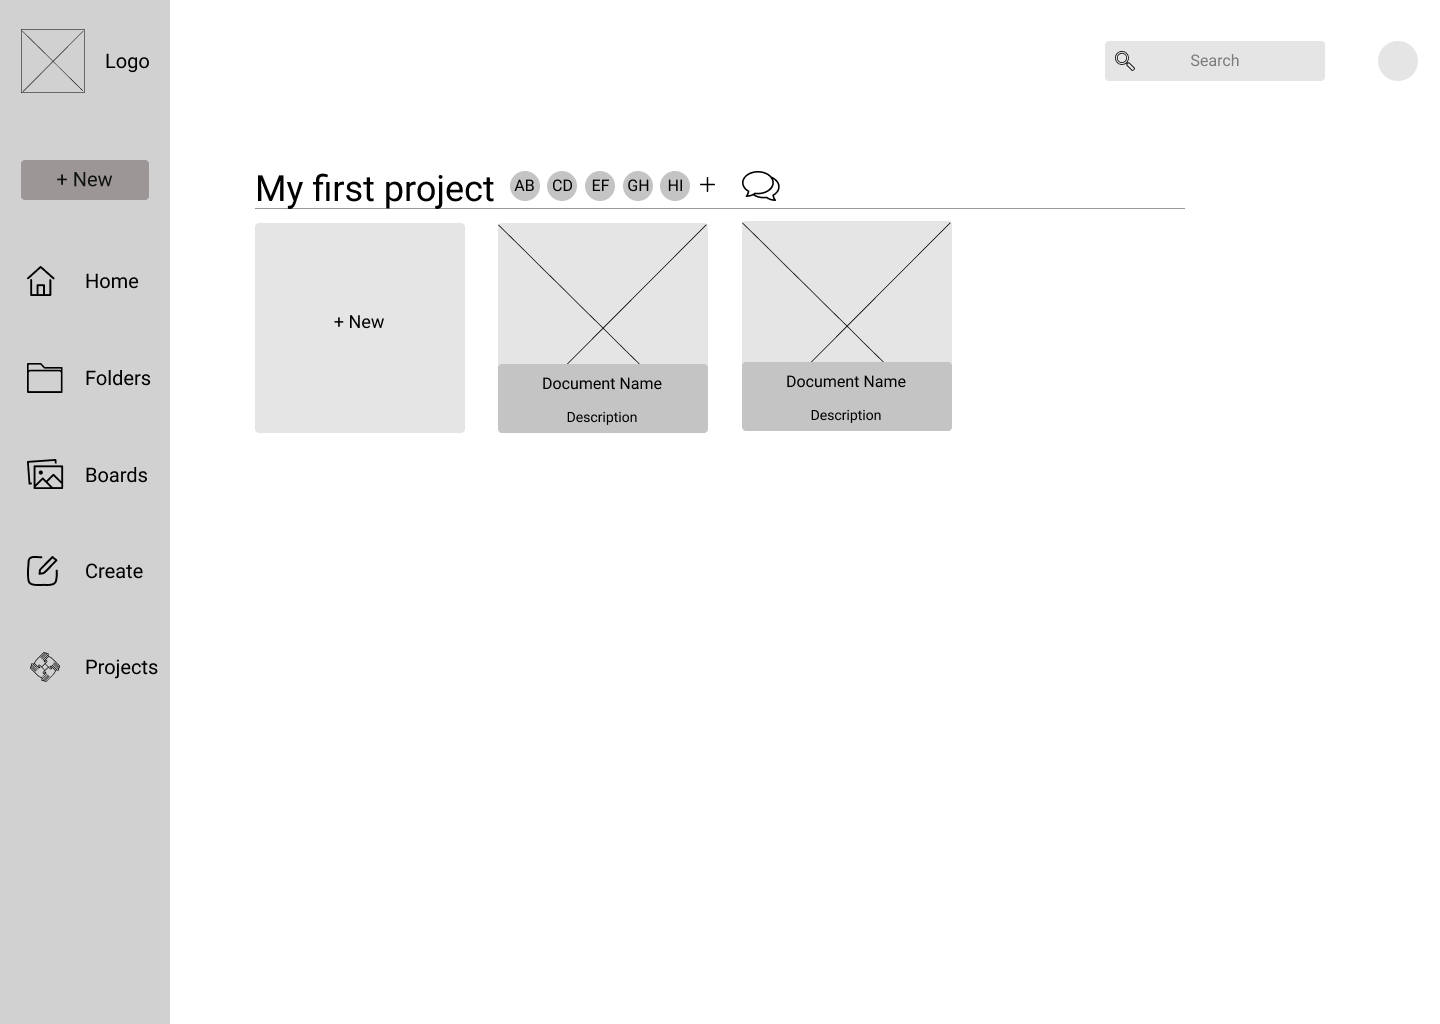 Logo
Search
+ New
My first project AB CD EF GH HI +
Home
+ New
Folders
Document Name
Description
Document Name
Description
Boards
Create
Projects